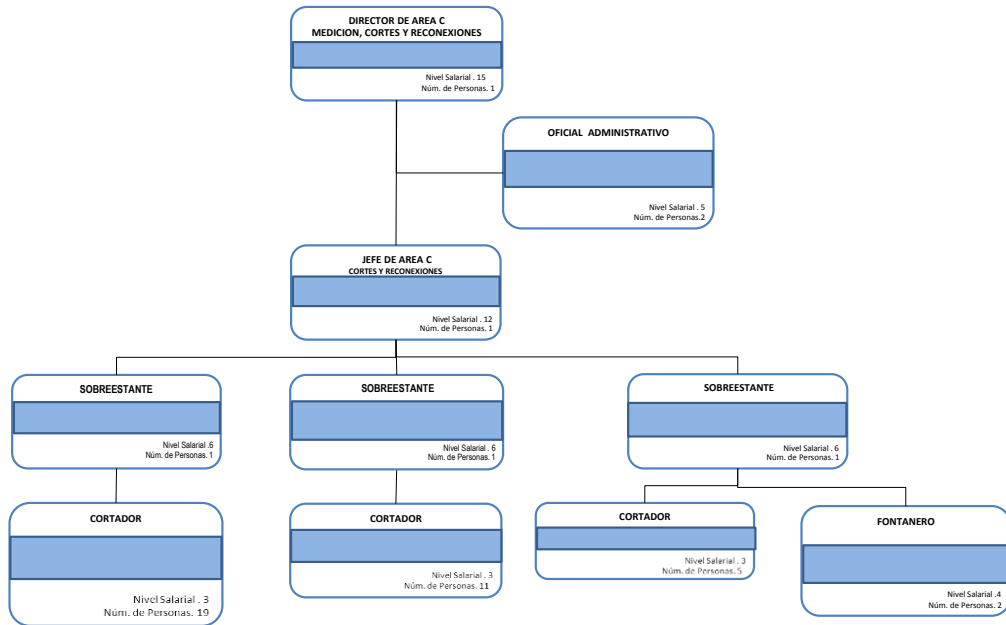 DIRECTOR DE AREA C
MEDICION, CORTES Y RECONEXIONES
Nivel Salarial . 15
Núm. de Personas. 1
OFICIAL ADMINISTRATIVO
Nivel Salarial . 5
Núm. de Personas.2
JEFE DE AREA C
CORTES Y RECONEXIONES
Nivel Salarial . 12
Núm. de Personas. 1
SOBREESTANTE
Nivel Salarial .6
Núm. de Personas. 1
SOBREESTANTE
Nivel Salarial . 6
Núm. de Personas. 1
SOBREESTANTE
Nivel Salarial . 6
Núm. de Personas. 1
CORTADOR
Nivel Salarial . 3
Núm. de Personas. 19
CORTADOR
Nivel Salarial . 3
Núm. de Personas. 11
CORTADOR
Nivel Salarial . 3
Núm. de Personas. 5
FONTANERO
Nivel Salarial .4
Núm. de Personas. 2